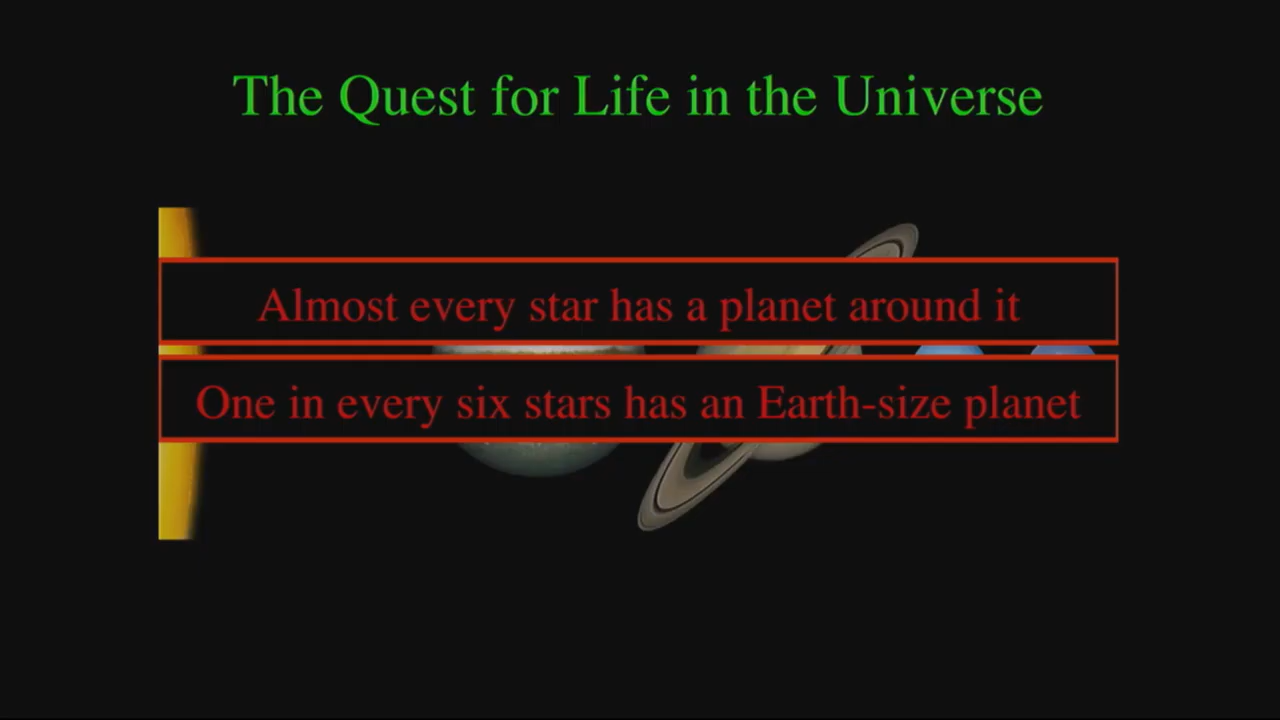 The Quest for Life in the Universe
Almost every star has a planet around it
One in every six stars has an Earth-size planet